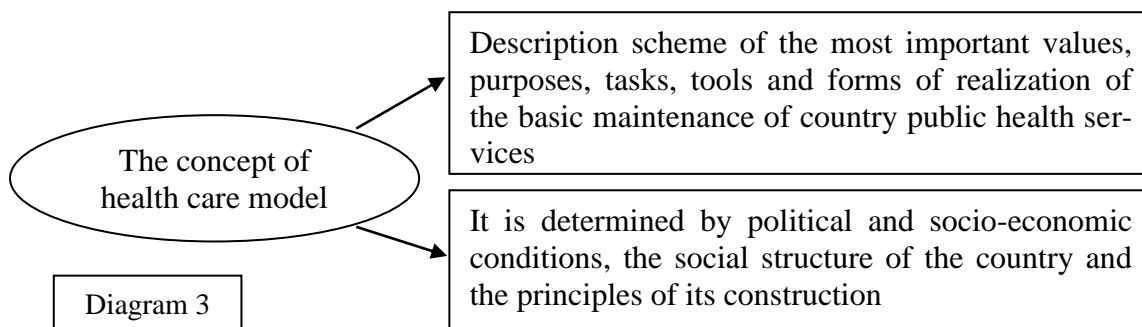 Description scheme of the most important values,
purposes, tasks, tools and forms of realization of
the basic maintenance of country public health ser-
vices
The concept of
health care model
It is determined by political and socio-economic
conditions, the social structure of the country and
the principles of its construction
Diagram 3